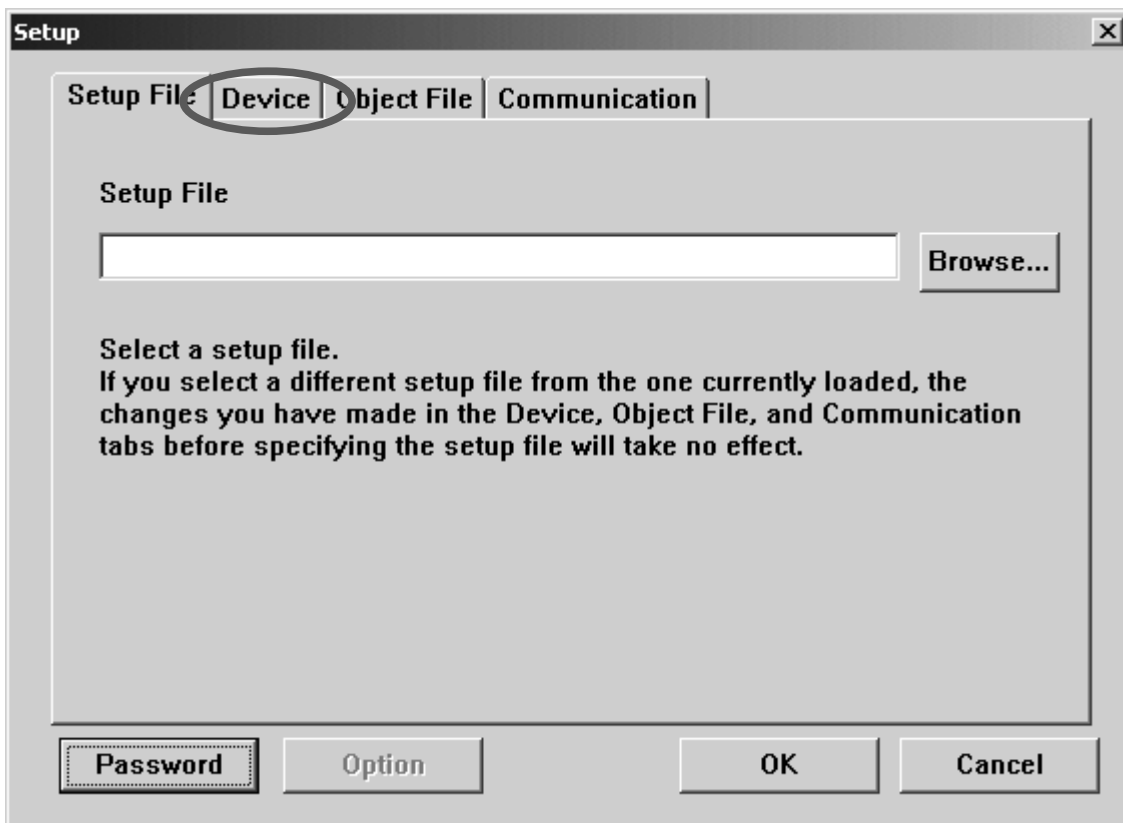 Setup
Setup File Device Object File Communication
Setup File
Browse...
Select a setup file.
If you select a different setup file from the one currently loaded, the
changes you have made in the Device, Object File, and Communication
tabs before specifying the setup file will take no effect.
Password Option OK Cancel